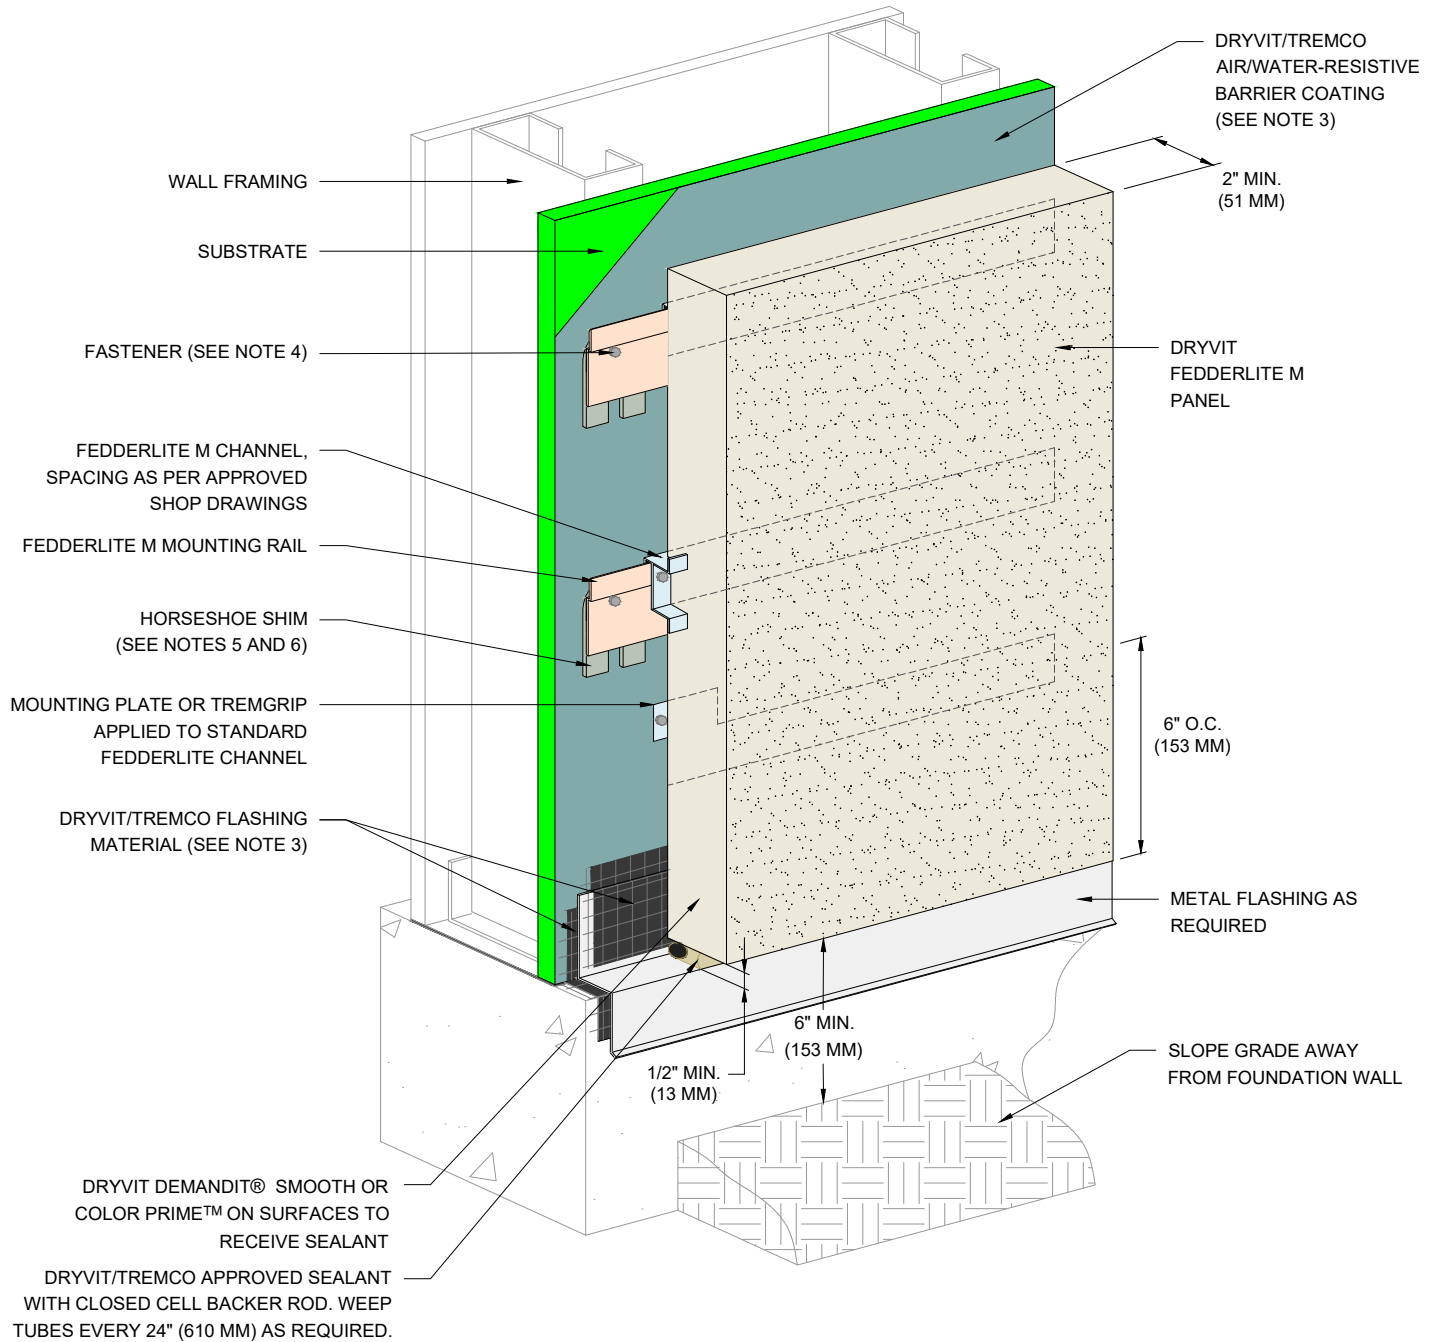 DRYVIT/TREMCO
AIR/WATER-RESISTIVE
BARRIER COATING
(SEE NOTE 3)
2" MIN.
(51 MM)
WALL FRAMING
SUBSTRATE
FASTENER (SEE NOTE 4)
DRYVIT
FEDDERLITE M
PANEL
FEDDERLITE M CHANNEL,
SPACING AS PER APPROVED
SHOP DRAWINGS
FEDDERLITE M MOUNTING RAIL
HORSESHOE SHIM
(SEE NOTES 5 AND 6)
MOUNTING PLATE OR TREMGRIP
APPLIED TO STANDARD
FEDDERLITE CHANNEL
6" O.C.
(153 MM)
DRYVIT/TREMCO FLASHING
MATERIAL (SEE NOTE 3)
METAL FLASHING AS
REQUIRED
6" MIN.
(153 MM)
1/2" MIN.
(13 MM)
SLOPE GRADE AWAY
FROM FOUNDATION WALL
DRYVIT DEMANDIT® SMOOTH OR
COLOR PRIME™ ON SURFACES TO
RECEIVE SEALANT
DRYVIT/TREMCO APPROVED SEALANT
WITH CLOSED CELL BACKER ROD. WEEP
TUBES EVERY 24" (610 MM) AS REQUIRED.